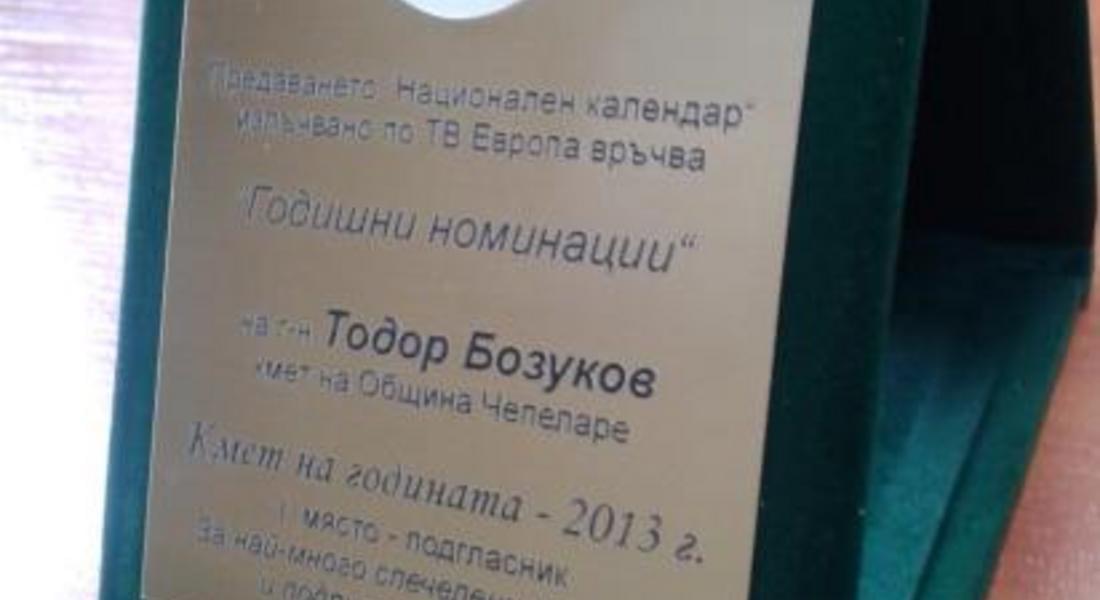 "Предаването "Национален календар"
излъчвано по ТВ Европа връчва
"Годишни номинации“
на г-н Тодор Бозуков
кмет на Община Чепеларе
Кмет на годината - 2013 г.
място - подгласник
За най-много спечелен
и